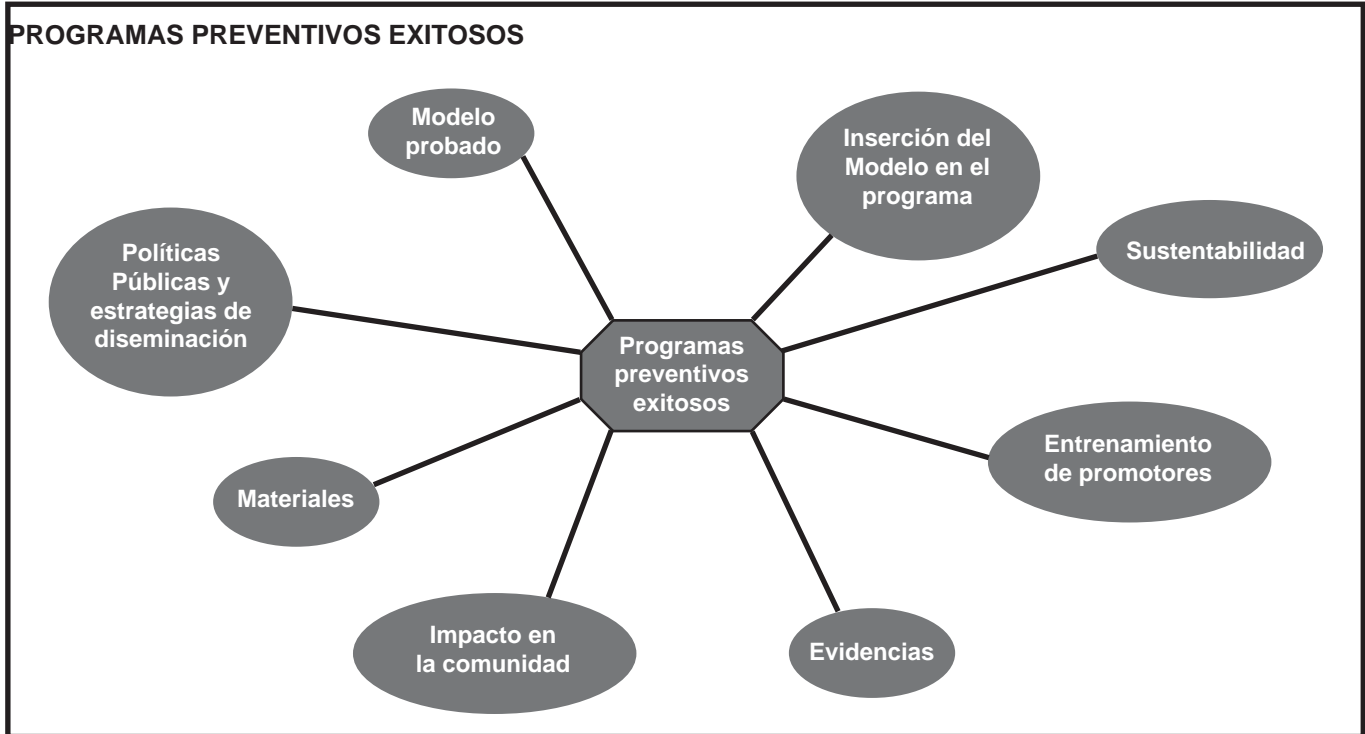 PROGRAMAS PREVENTIVOS EXITOSOS
Modelo
probado
Inserción del
Modelo en el
programa
Políticas
Públicas y
estrategias de
diseminación
Sustentabilidad
Programas
preventivos
exitosos
Entrenamiento
de promotores
Materiales
Impacto en
la comunidad
Evidencias